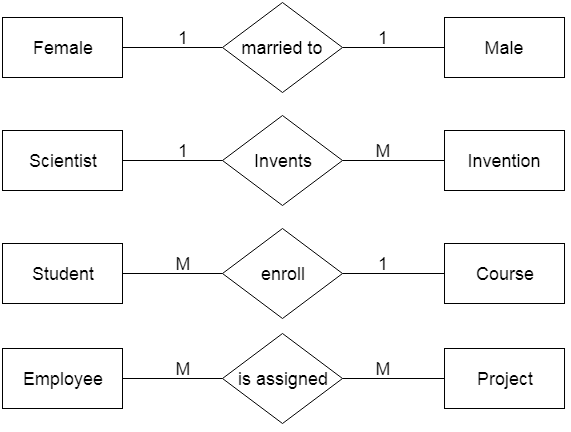 Female 1 married to 1 Male
Scientist 1 Invents M Invention
Student M enroll 1 Course
Employee M is assigned M Project